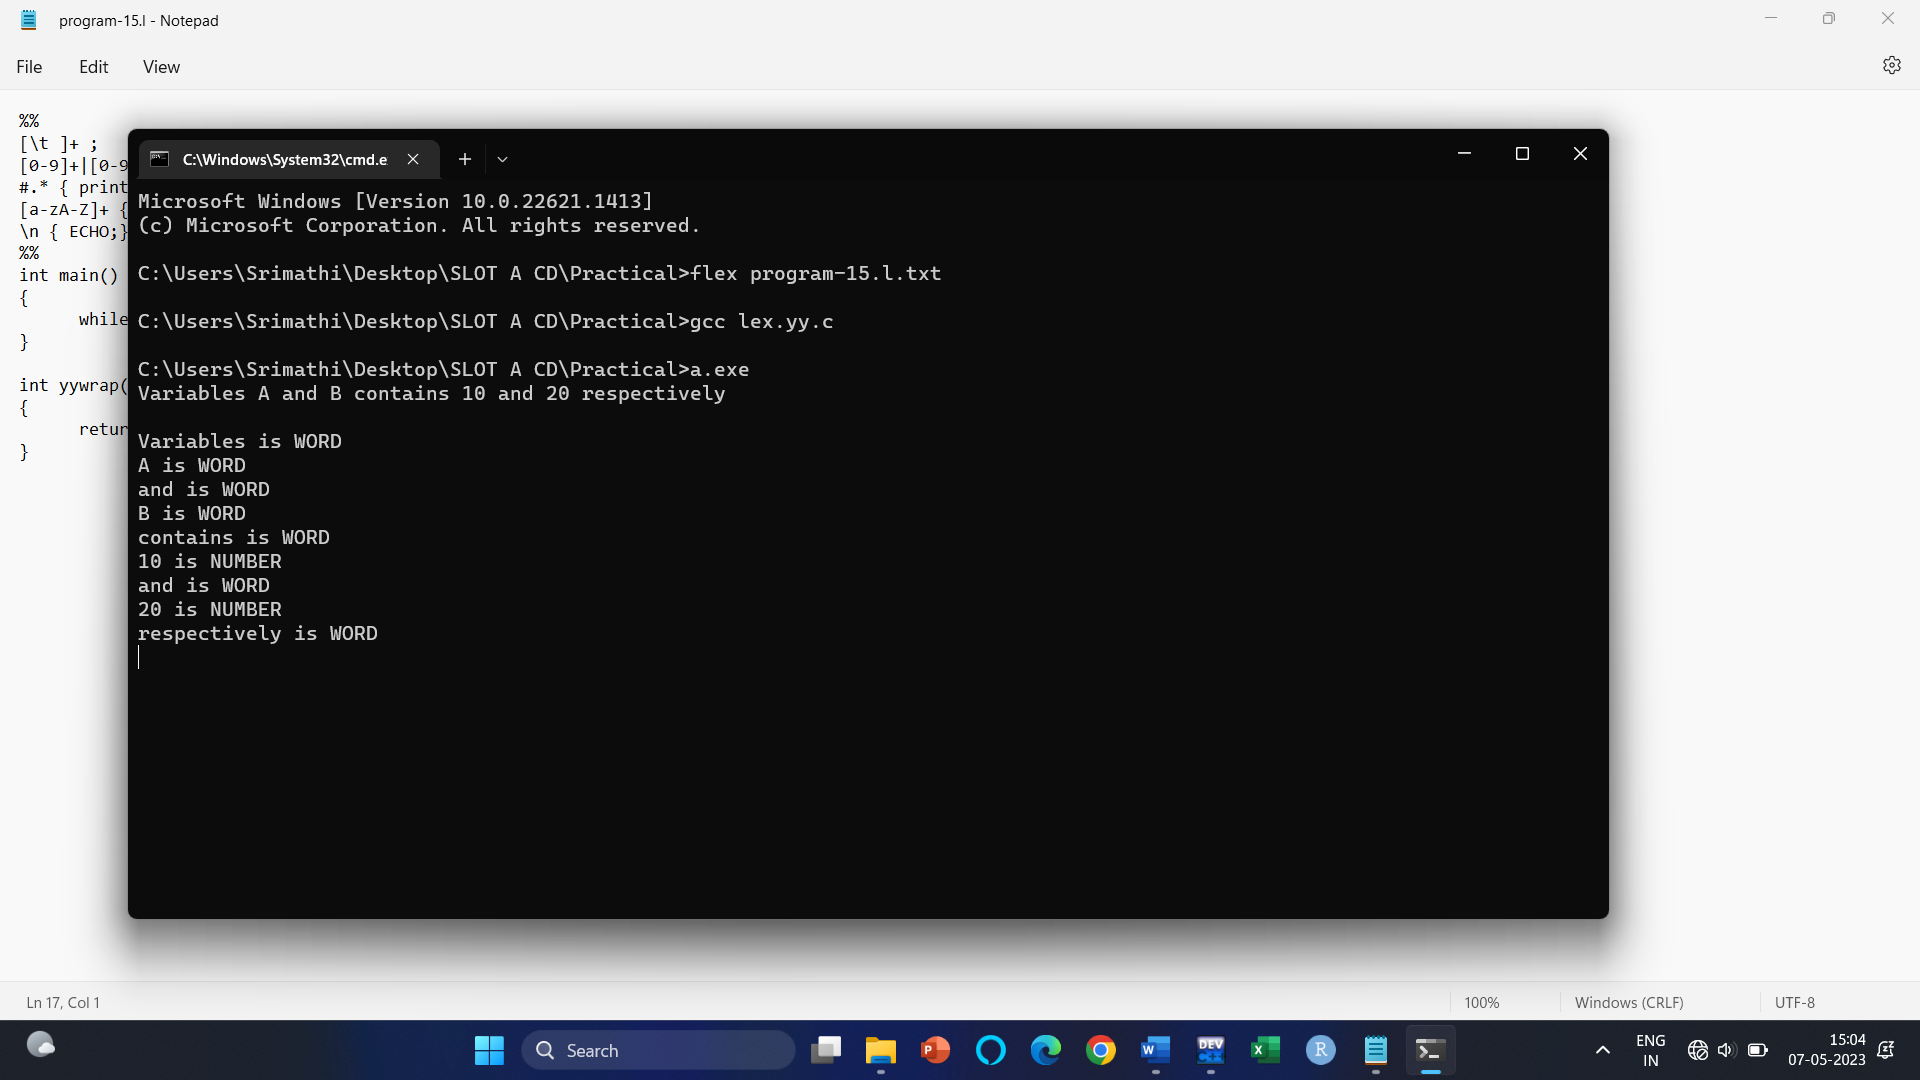 program-15.l - Notepad
File Edit View
%%
[\t ]+ ;
[0-9]+|[0-9
#.* { print
[a-zA-Z]+ {
\n { ECHO;}
%%
int main()
{
while
}
int yywrap(
{
retur
}
C:\Windows\System32\cmd.e
Microsoft Windows [Version 10.0.22621.1413]
(c) Microsoft Corporation. All rights reserved.
C:\Users\Srimathi\Desktop\SLOT A CD\Practical>flex program-15.l.txt
C:\Users\Srimathi\Desktop\SLOT A CD\Practical>gcc lex.yy.c
C:\Users\Srimathi\Desktop\SLOT A CD\Practical>a.exe
Variables A and B contains 10 and 20 respectively
Variables is WORD
A is WORD
and is WORD
B is WORD
contains is WORD
10 is NUMBER
and is WORD
20 is NUMBER
respectively is WORD
Ln 17, Col 1
100%
Windows (CRLF)
UTF-8
Search
P
W
DEV
C++
X
R
ENG
IN
15:04
07-05-2023